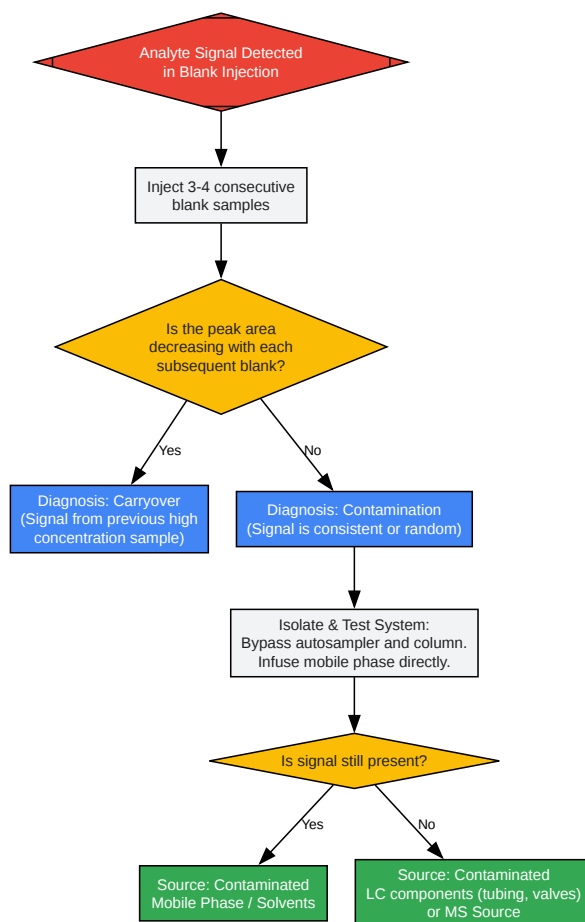 Analyte Signal Detected
in Blank Injection
Inject 3-4 consecutive
blank samples
Is the peak area
decreasing with each
subsequent blank?
Yes
No
Diagnosis: Carryover
(Signal from previous high
concentration sample)
Diagnosis: Contamination
(Signal is consistent or random)
Isolate & Test System:
Bypass autosampler and column.
Infuse mobile phase directly.
Is signal still present?
Yes
No
Source: Contaminated
Mobile Phase / Solvents
Source: Contaminated
LC components (tubing, valves)
or MS Source